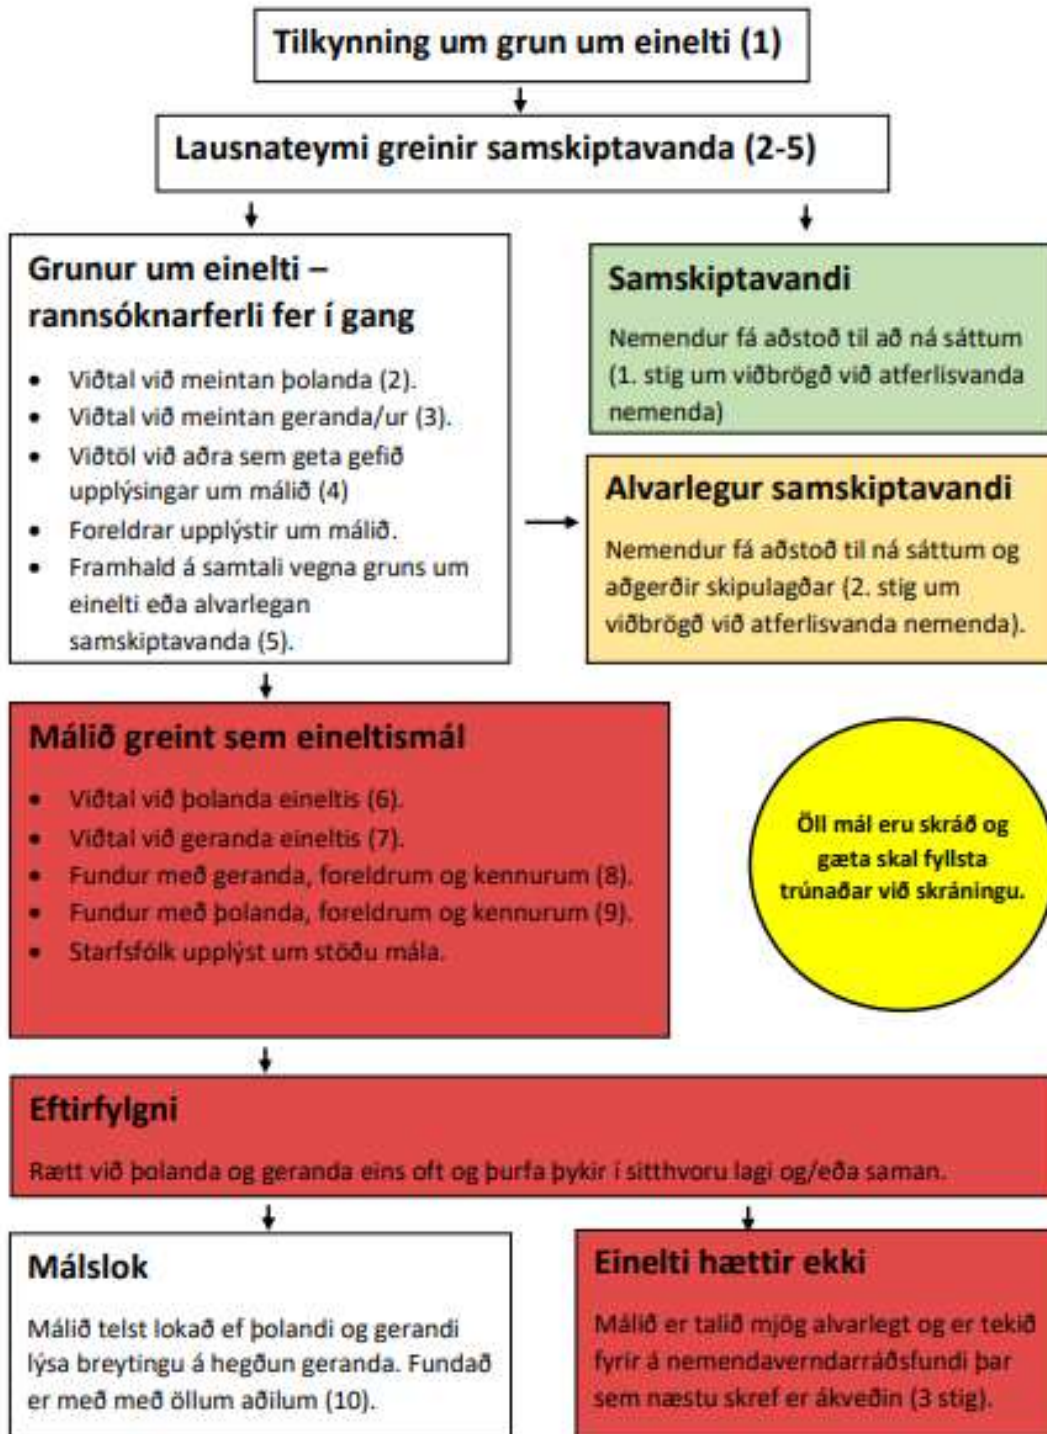 Tilkynning um grun um einelti (1)
Lausnateymi greinir samskiptavanda (2-5)
Grunur um einelti –
rannsóknarferli fer í gang
• Viðtal við meintan þolanda (2).
• Viðtal við meintan geranda/ur (3).
• Viðtöl við aðra sem geta gefið
upplýsingar um málið (4)
• Foreldrar upplýstir um málið.
• Framhald á samtali vegna gruns um
einelti eða alvarlegan
samskiptavanda (5).
Samskiptavandi
Nemendur fá aðstoð til að ná sáttum
(1. stig um viðbrögð við atferlisvanda
nemenda)
Alvarlegur samskiptavandi
Nemendur fá aðstoð til ná sáttum og
aðgerðir skipulagðar (2. stig um
viðbrögð við atferlisvanda nemenda).
Málið greint sem eineltismál
• Viðtal við þolanda eineltis (6).
• Viðtal við geranda eineltis (7).
• Fundur með geranda, foreldrum og kennurum (8).
• Fundur með þolanda, foreldrum og kennurum (9).
• Starfsfólk upplýst um stöðu mála.
Öll mál eru skráð og
gæta skal fyllsta
trúnaðar við skráningu.
Eftirfylgni
Rætt við þolanda og geranda eins oft og þurfa þykir í sitthvoru lagi og/eða saman.
Málslok
Málið telst lokað ef þolandi og gerandi
lýsa breytingu á hegðun geranda. Fundað
er með með öllum aðilum (10).
Einelti hættir ekki
Málið er talið mjög alvarlegt og er tekið
fyrir á nemendaverndarráðsfundi þar
sem næstu skref er ákveðin (3 stig).